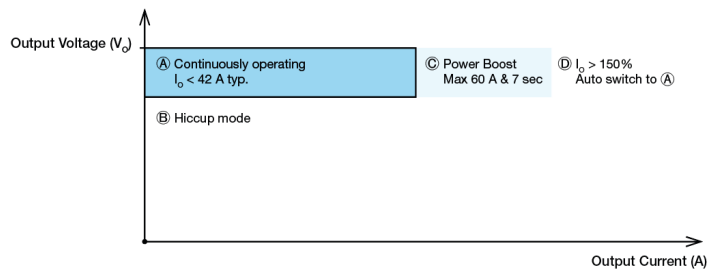 Output Voltage (Vo)
Ⓐ Continuously operating
Io < 42 A typ.
Ⓒ Power Boost
Max 60 A & 7 sec
Ⓓ Io > 150%
Auto switch to Ⓐ
Ⓑ Hiccup mode
Output Current (A)